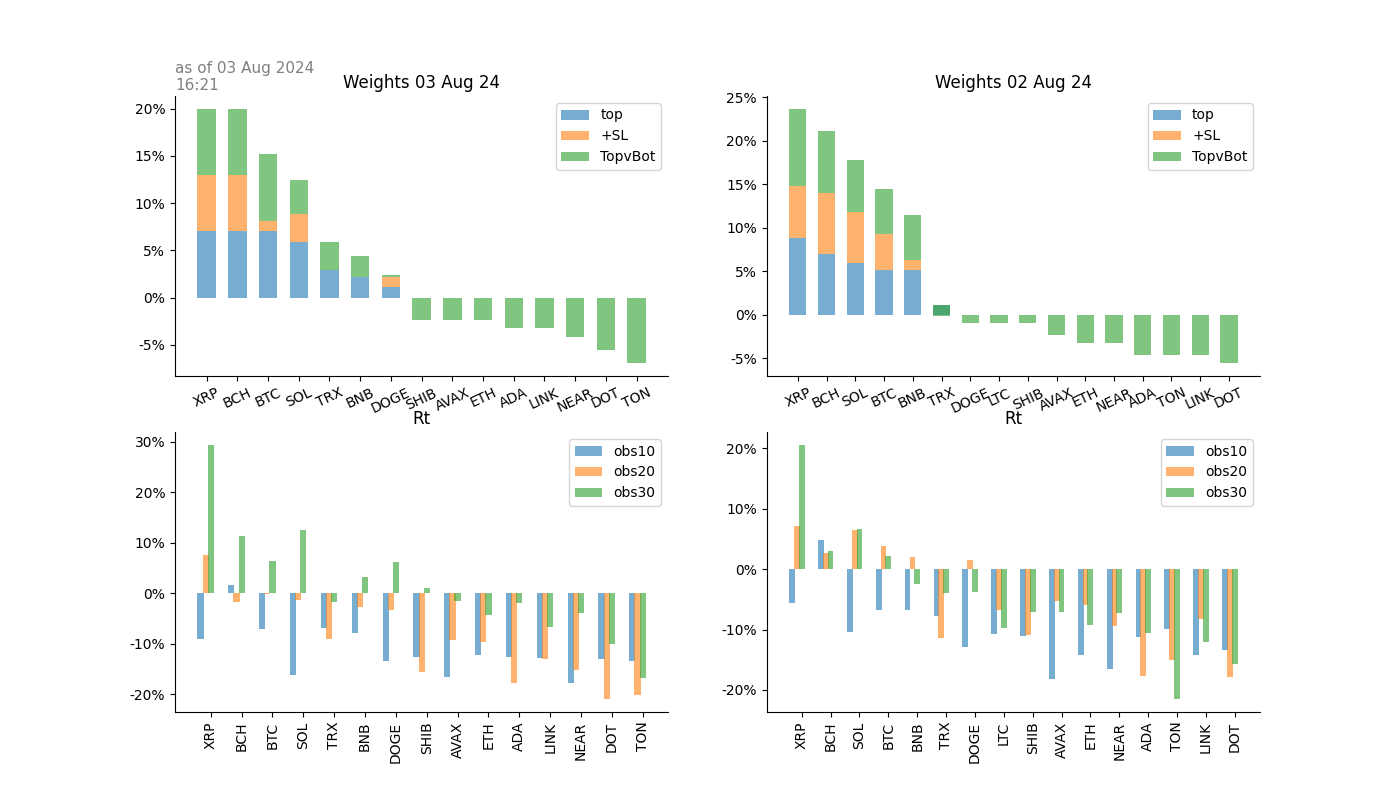 as of 03 Aug 2024
16:21
Weights 03 Aug 24
20%
15%
10%
5%
0%
-5%
top
+SL
TopvBot
XRP BCH BTC SOL TRX BNB DOGE SHIB AVAX ETH ADA LINK NEAR DOT TON
Weights 02 Aug 24
25%
20%
15%
10%
5%
0%
-5%
top
+SL
TopvBot
XRP BCH SOL BTC BNB TRX DOGE LTC SHIB AVAX ETH NEAR ADA TON LINK DOT
Rt
30%
20%
10%
0%
-10%
-20%
obs10
obs20
obs30
XRP BCH BTC SOL TRX BNB DOGE SHIB AVAX ETH ADA LINK NEAR DOT TON
Rt
20%
10%
0%
-10%
-20%
obs10
obs20
obs30
XRP BCH SOL BTC BNB TRX DOGE LTC SHIB AVAX ETH NEAR ADA TON LINK DOT